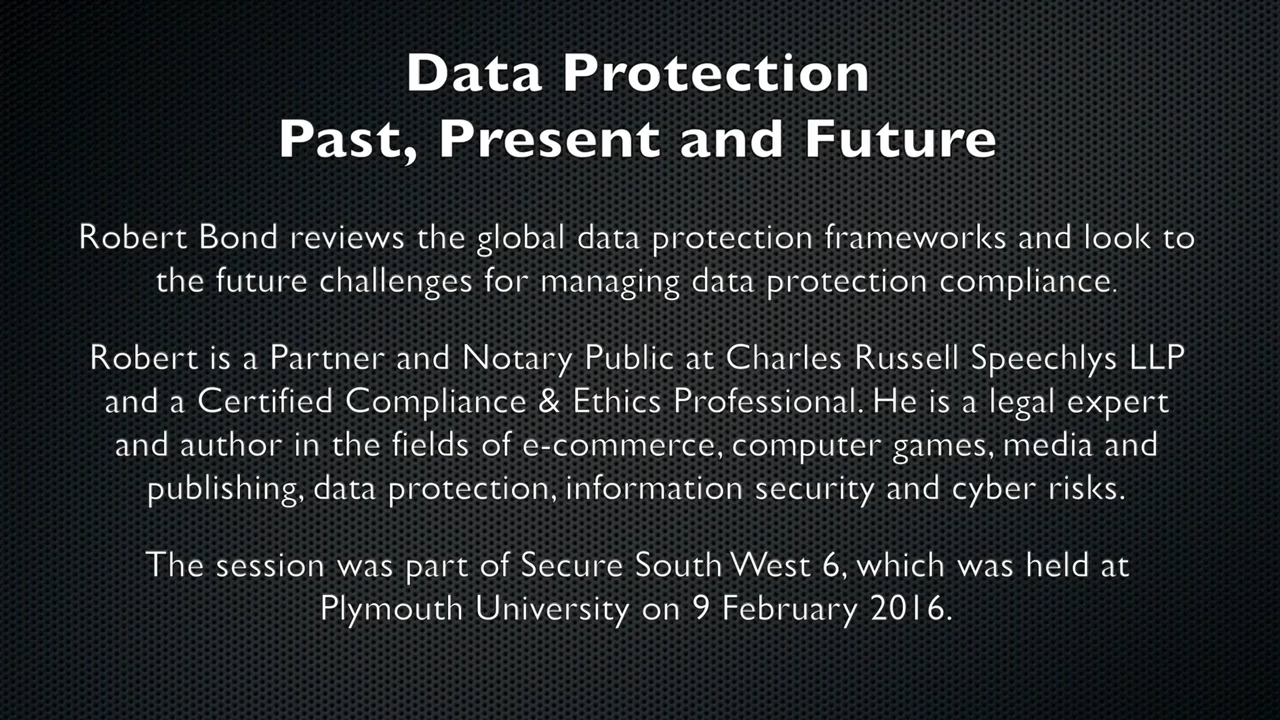 Data Protection
Past, Present and Future
Robert Bond reviews the global data protection frameworks and look to
the future challenges for managing data protection compliance.
Robert is a Partner and Notary Public at Charles Russell Speechlys LLP
and a Certified Compliance & Ethics Professional. He is a legal expert
and author in the fields of e-commerce, computer games, media and
publishing, data protection, information security and cyber risks.
The session was part of Secure South West 6, which was held at
Plymouth University on 9 February 2016.